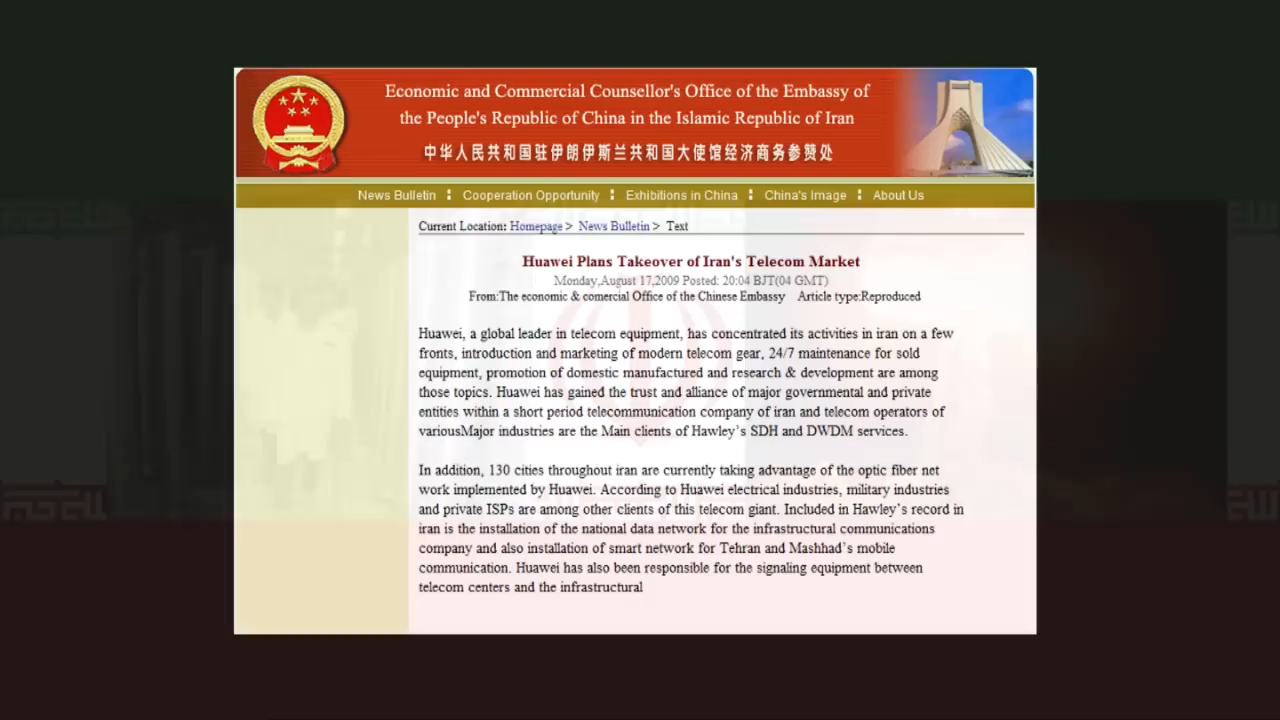 Economic and Commercial Counsellor's Office of the Embassy of
the People's Republic of China in the Islamic Republic of Iran
中华人民共和国驻伊朗伊斯兰共和国大使馆经济商务参赞处
News Bulletin Cooperation Opportunity Exhibitions in China China's Image About Us
Current Location: Homepage > News Bulletin > Text
Huawei Plans Takeover of Iran's Telecom Market
Monday,August 17,2009 Posted: 20:04 BJT(04 GMT)
From:The economic & comercial Office of the Chinese Embassy Article type:Reproduced
Huawei, a global leader in telecom equipment, has concentrated its activities in iran on a few
fronts, introduction and marketing of modern telecom gear, 24/7 maintenance for sold
equipment, promotion of domestic manufactured and research & development are among
those topics. Huawei has gained the trust and alliance of major governmental and private
entities within a short period telecommunication company of iran and telecom operators of
variousMajor industries are the Main clients of Hawley's SDH and DWDM services.
In addition, 130 cities throughout iran are currently taking advantage of the optic fiber net
work implemented by Huawei. According to Huawei electrical industries, military industries
and private ISPs are among other clients of this telecom giant. Included in Hawley's record in
iran is the installation of the national data network for the infrastructural communications
company and also installation of smart network for Tehran and Mashhad's mobile
communication. Huawei has also been responsible for the signaling equipment between
telecom centers and the infrastructural